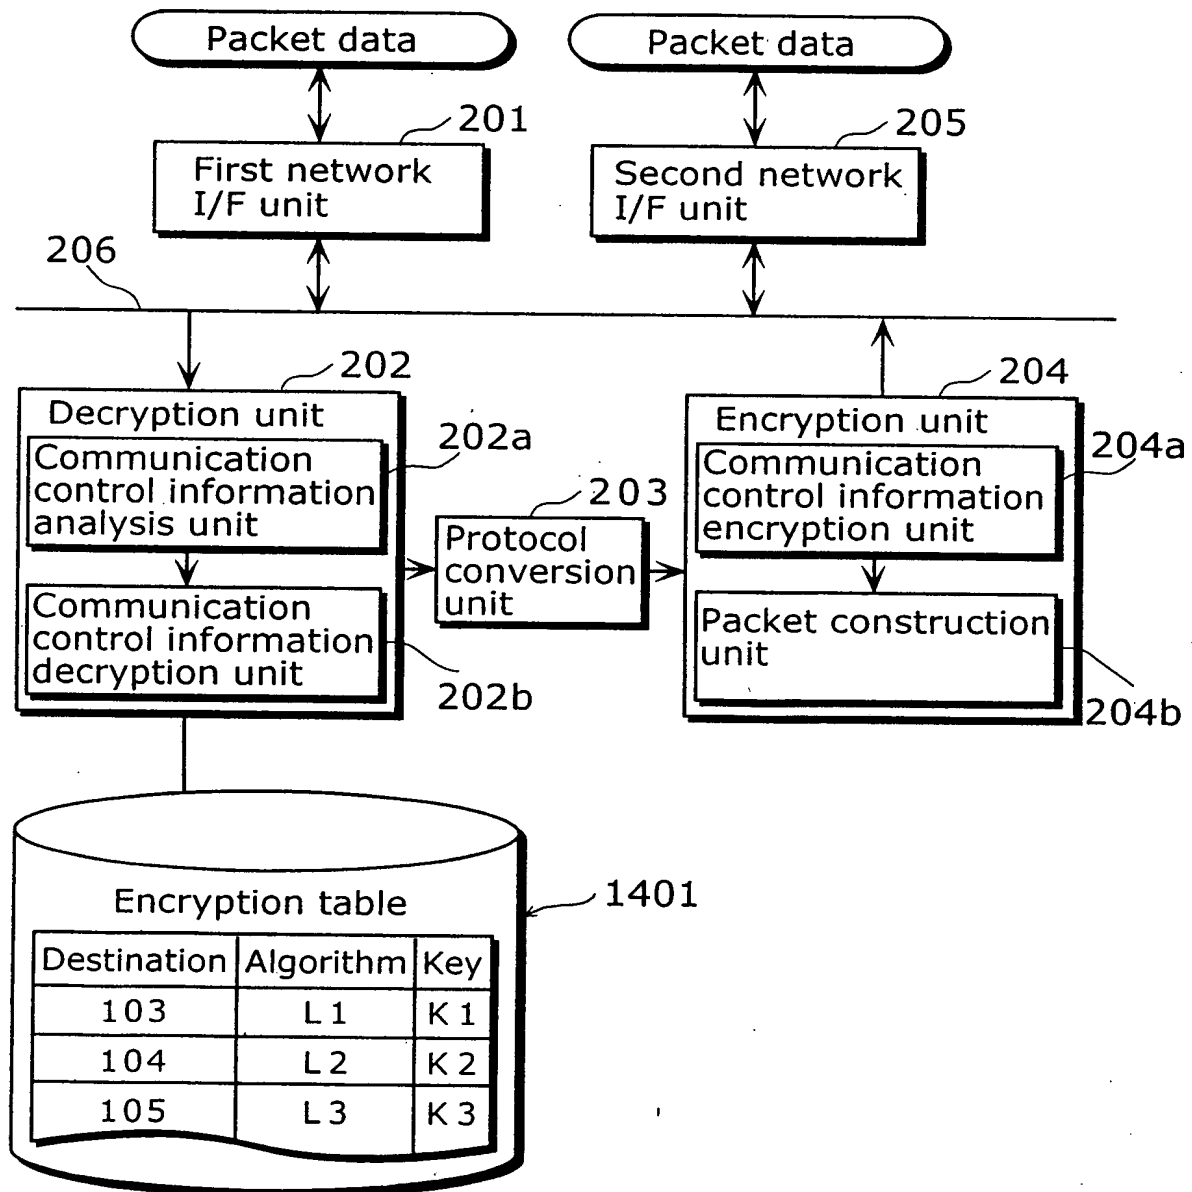 Packet data
Packet data
201
205
First network
I/F unit
Second network
I/F unit
206
202
204
Decryption unit
Encryption unit
202a
204a
Communication
control information
analysis unit
Communication
control information
encryption unit
203
Protocol
conversion
unit
Communication
control information
decryption unit
Packet construction
unit
202b
204b
Encryption table
1401
Destination Algorithm Key
103 L1 K1
104 L2 K2
105 L3 K3